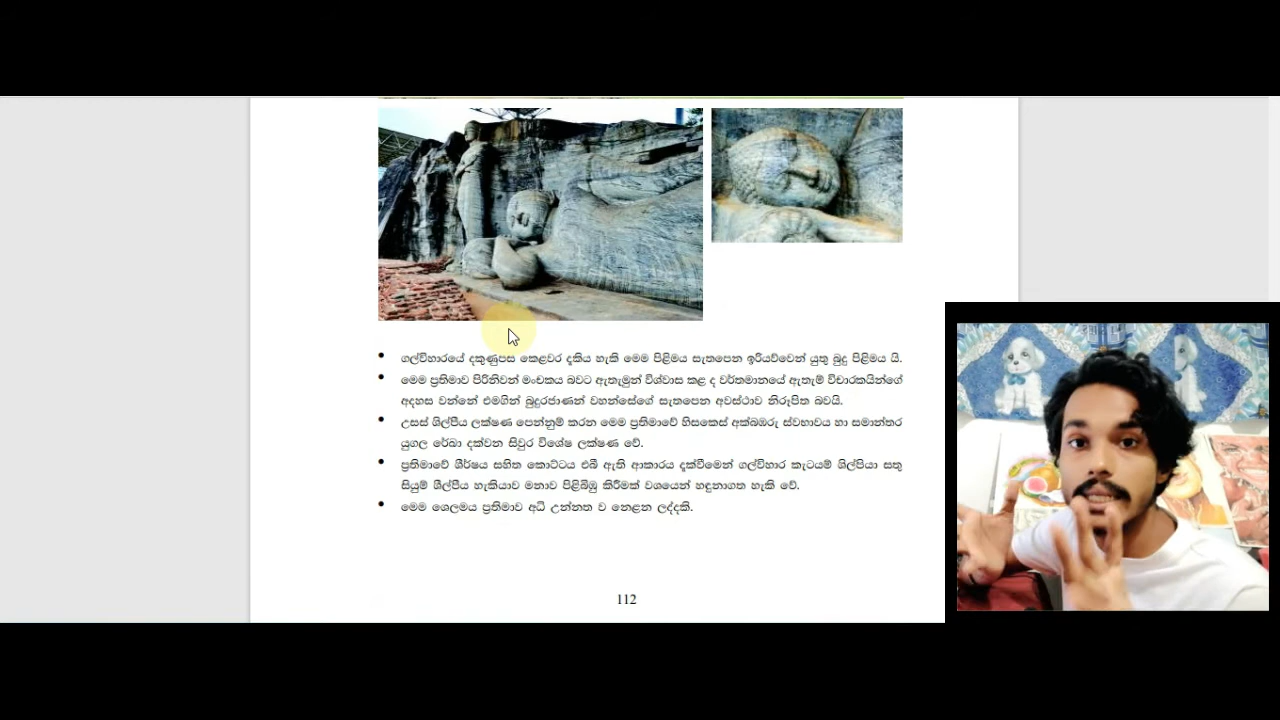 ගල්විහාරයේ දකුණුපස කෙළවර දැකිය හැකි මෙම පිළිමය සැතපෙන ඉරියව්වෙන් යුතු බුදු පිළිමය යි.
මෙම ප්‍රතිමාව පිරිනිවන් මංචකය බවට ඇතැමුන් විශ්වාස කළ ද වර්තමානයේ ඇතැම් විචාරකයින්ගේ
අදහස වන්නේ එමගින් බුදුරජාණන් වහන්සේගේ සැතපෙන අවස්ථාව නිරූපිත බවයි.
උසස් ශිල්පීය ලක්ෂණ පෙන්නුම් කරන මෙම ප්‍රතිමාවේ හිසකෙස් අක්බඹරු ස්වභාවය හා සමාන්තර
යුගල රේඛා දක්වන සිවුර විශේෂ ලක්ෂණ වේ.
ප්‍රතිමාවේ ශීර්ෂය සහිත කොට්ටය එබී ඇති ආකාරය දැක්වීමෙන් ගල්විහාර කැටයම් ශිල්පියා සතු
සියුම් ශිල්පීය හැකියාව මනාව පිළිබිඹු කිරීමක් වශයෙන් හඳුනාගත හැකි වේ.
මෙම ශෛලමය ප්‍රතිමාව අධි උන්නත ව නෙළන ලද්දකි.
112